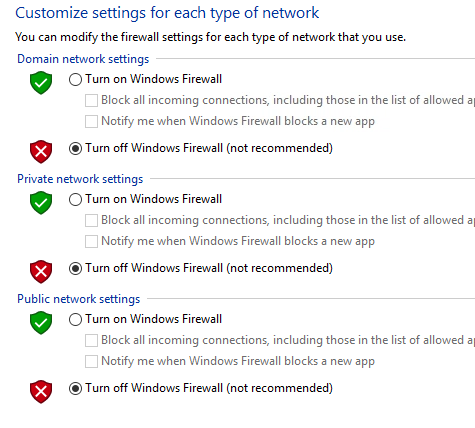 Customize settings for each type of network
You can modify the firewall settings for each type of network that you use.
Domain network settings
Turn on Windows Firewall
Block all incoming connections, including those in the list of allowed
Notify me when Windows Firewall blocks a new app
Turn off Windows Firewall (not recommended)
Private network settings
Turn on Windows Firewall
Block all incoming connections, including those in the list of allowed
Notify me when Windows Firewall blocks a new app
Turn off Windows Firewall (not recommended)
Public network settings
Turn on Windows Firewall
Block all incoming connections, including those in the list of allowed
Notify me when Windows Firewall blocks a new app
Turn off Windows Firewall (not recommended)